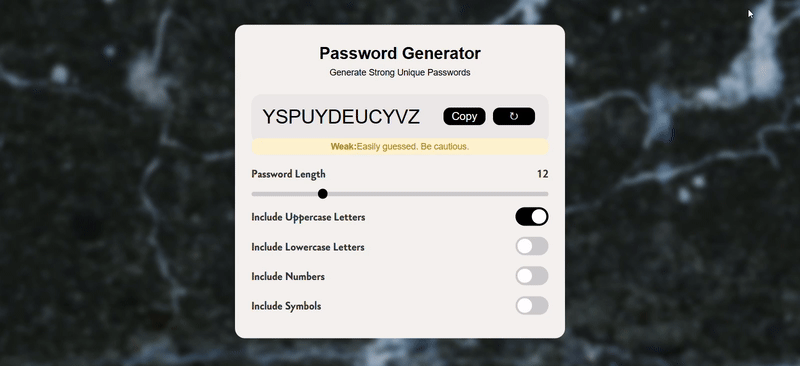 Password Generator
Generate Strong Unique Passwords
YSPUYDEUCYVZ Copy ↻
Weak:Easily guessed. Be cautious.
Password Length 12
Include Uppercase Letters
Include Lowercase Letters
Include Numbers
Include Symbols